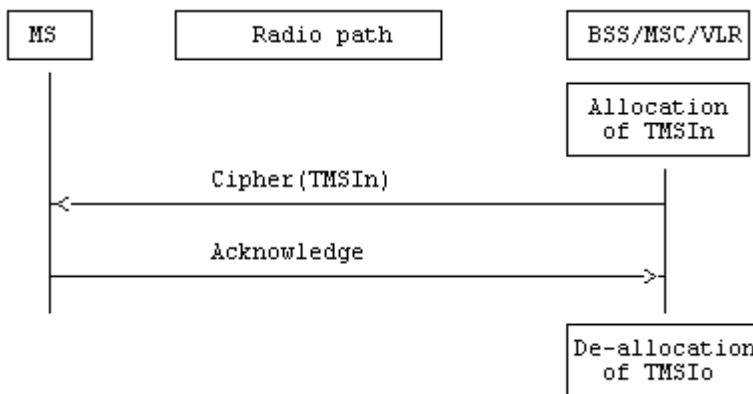 MS
Radio path
BSS/MSC/VLR
Allocation
of TMSIn
Cipher(TMSIn)
Acknowledge
De-allocation
of TMSIo